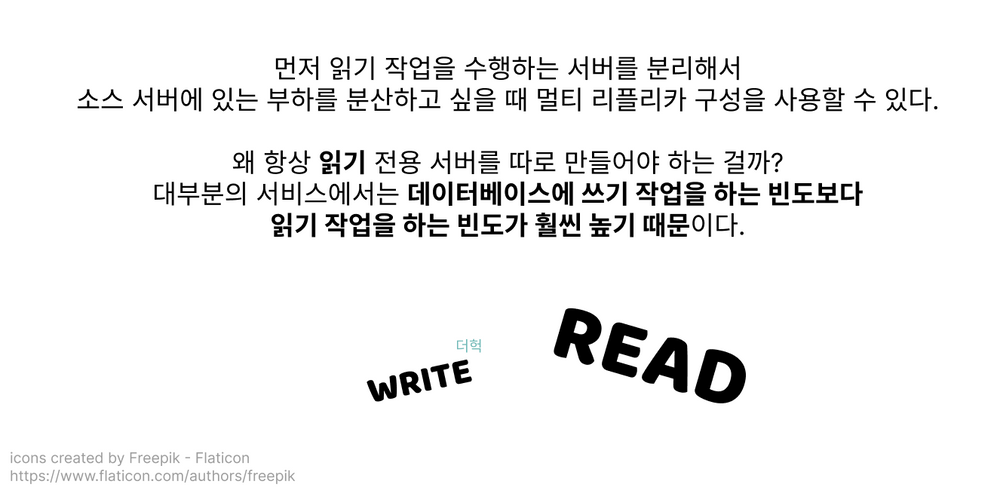 먼저 읽기 작업을 수행하는 서버를 분리해서
소스 서버에 있는 부하를 분산하고 싶을 때 멀티 리플리카 구성을 사용할 수 있다.
왜 항상 읽기 전용 서버를 따로 만들어야 하는 걸까?
대부분의 서비스에서는 데이터베이스에 쓰기 작업을 하는 빈도보다
읽기 작업을 하는 빈도가 훨씬 높기 때문이다.
더헉
WRITE
READ
icons created by Freepik - Flaticon
https://www.flaticon.com/authors/freepik